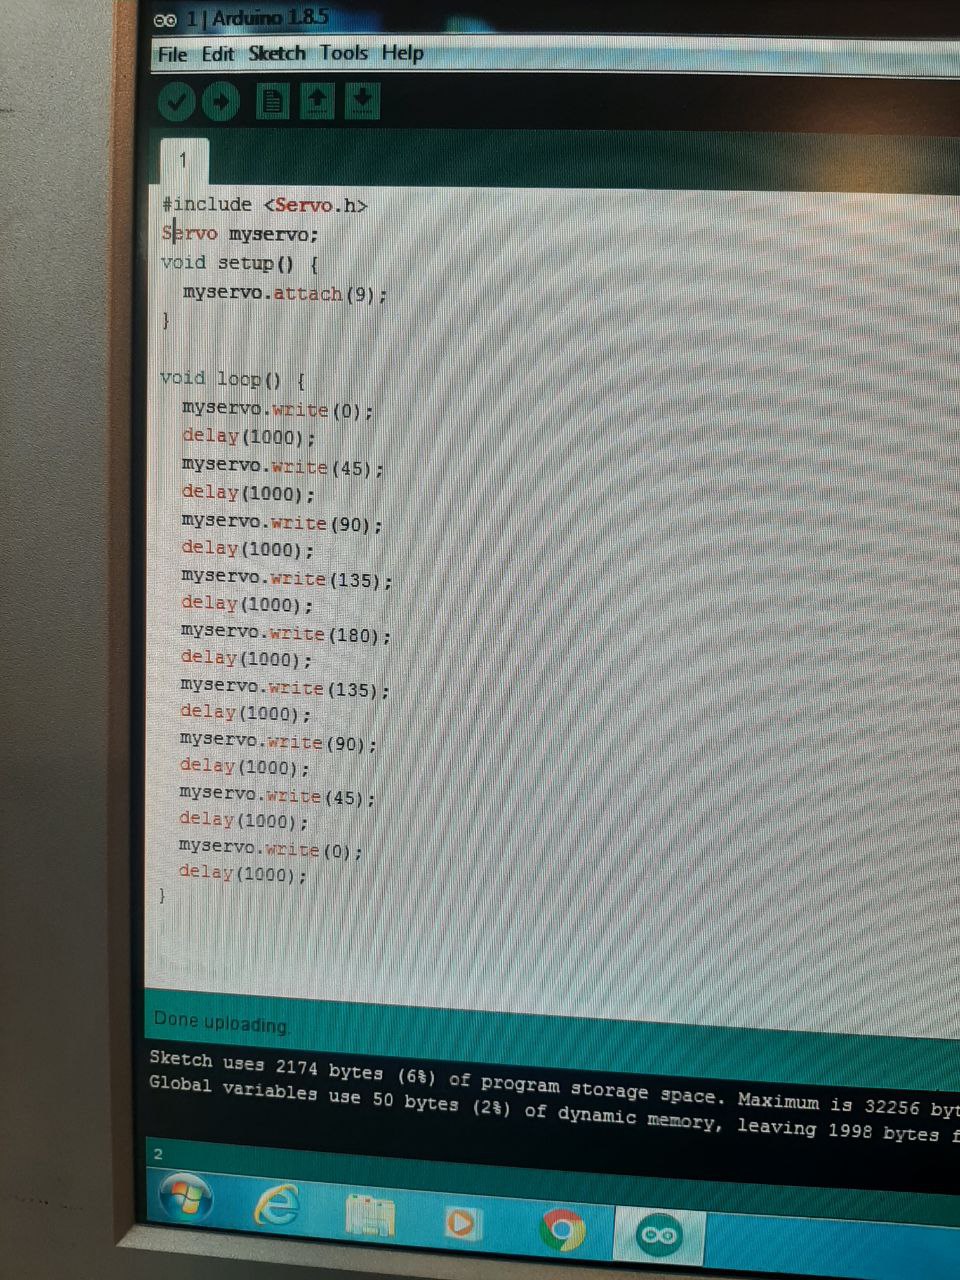 1 | Arduino 1.8.5
File Edit Sketch Tools Help
1
#include <Servo.h>
Servo myservo;
void setup() {
  myservo.attach(9);
}

void loop() {
  myservo.write(0);
  delay(1000);
  myservo.write(45);
  delay(1000);
  myservo.write(90);
  delay(1000);
  myservo.write(135);
  delay(1000);
  myservo.write(180);
  delay(1000);
  myservo.write(135);
  delay(1000);
  myservo.write(90);
  delay(1000);
  myservo.write(45);
  delay(1000);
  myservo.write(0);
  delay(1000);
}
Done uploading.
Sketch uses 2174 bytes (6%) of program storage space. Maximum is 32256 byt
Global variables use 50 bytes (2%) of dynamic memory, leaving 1998 bytes f
2